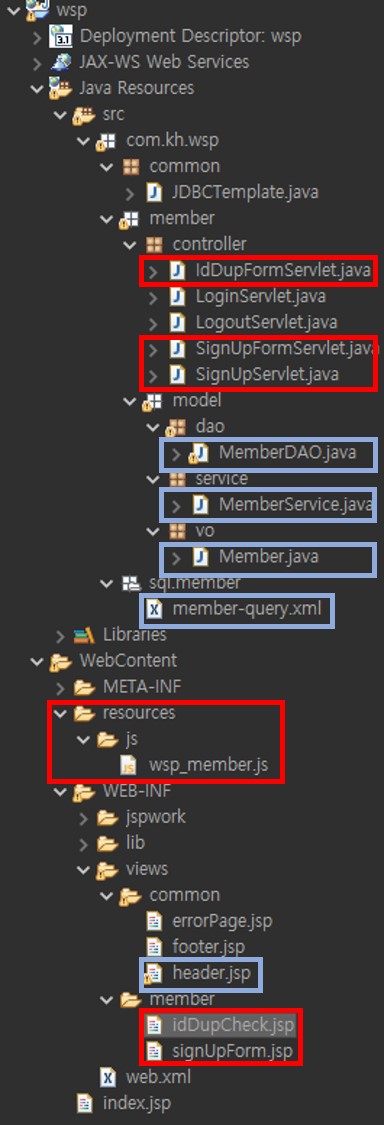 wsp
3.1 Deployment Descriptor: wsp
JAX-WS Web Services
Java Resources
src
com.kh.wsp
common
J JDBCTemplate.java
member
controller
J IdDupFormServlet.java
J LoginServlet.java
J LogoutServlet.java
J SignUpFormServlet.java
J SignUpServlet.java
model
dao
J MemberDAO.java
service
J MemberService.java
vo
J Member.java
sql.member
X member-query.xml
Libraries
WebContent
META-INF
resources
js
JS wsp_member.js
WEB-INF
jspwork
lib
views
common
errorPage.jsp
footer.jsp
header.jsp
member
idDupCheck.jsp
signUpForm.jsp
X web.xml
index.jsp